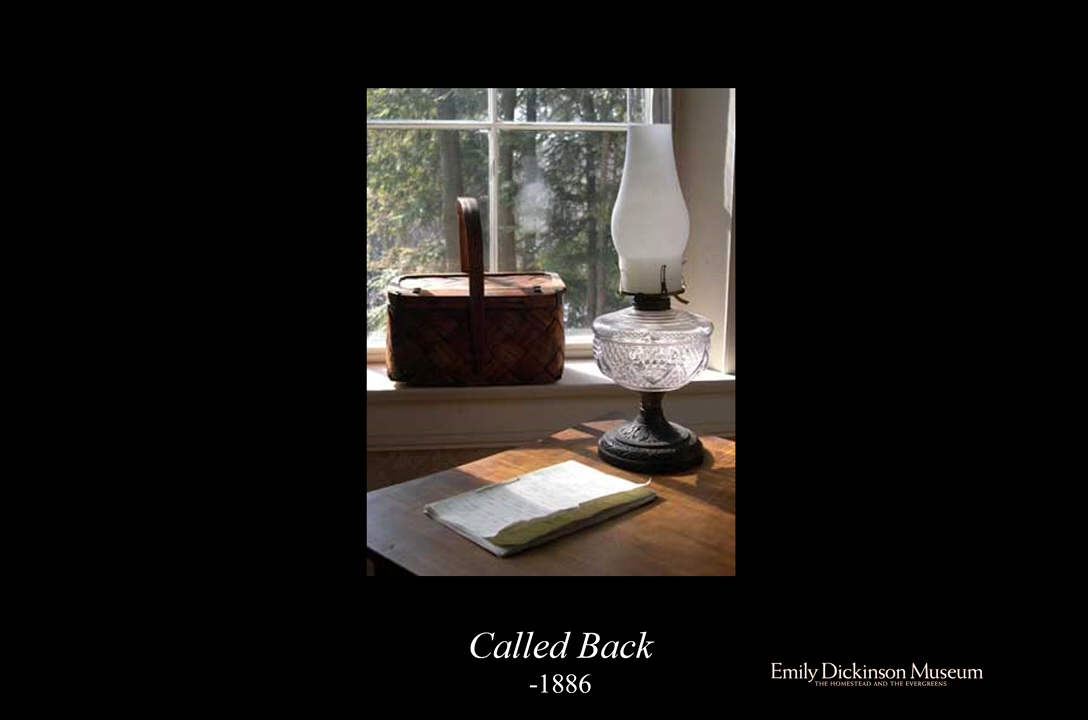 Called Back
-1886
Emily Dickinson Museum
THE HOMESTEAD AND THE EVERGREENS